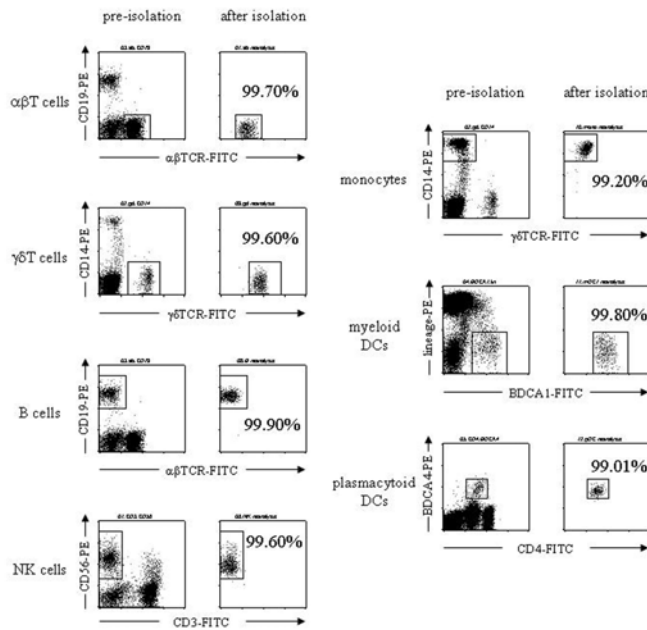 pre-isolation after isolation
αβT cells
CD19-PE
99.70%
αβTCR-FITC
γδT cells
CD14-PE
99.60%
γδTCR-FITC
B cells
CD19-PE
99.90%
αβTCR-FITC
NK cells
CD56-PE
99.60%
CD3-FITC
pre-isolation after isolation
monocytes
CD14-PE
99.20%
γδTCR-FITC
myeloid
DCs
lineage-PE
99.80%
BDCA1-FITC
plasmacytoid
DCs
BDCA4-PE
99.01%
CD4-FITC